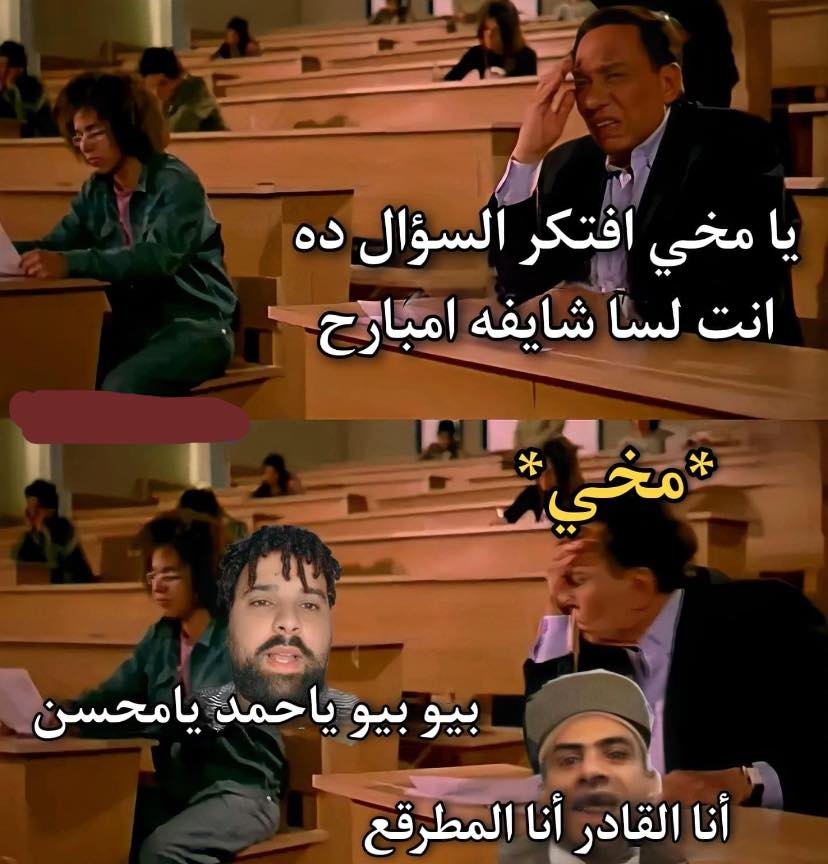 يا مخي افتكر السؤال ده
انت لسا شايفه امبارح
*مخي*
بيو بيو ياحمد يامحسن
أنا القادر أنا المطرقع